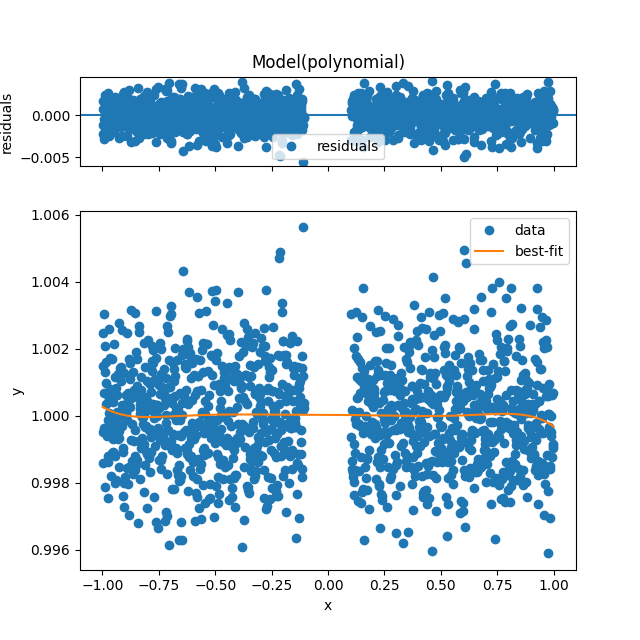 Model(polynomial)
residuals
0.000
−0.005
residuals
1.006
1.004
1.002
1.000
0.998
0.996
y
data
best-fit
−1.00 −0.75 −0.50 −0.25 0.00 0.25 0.50 0.75 1.00
x